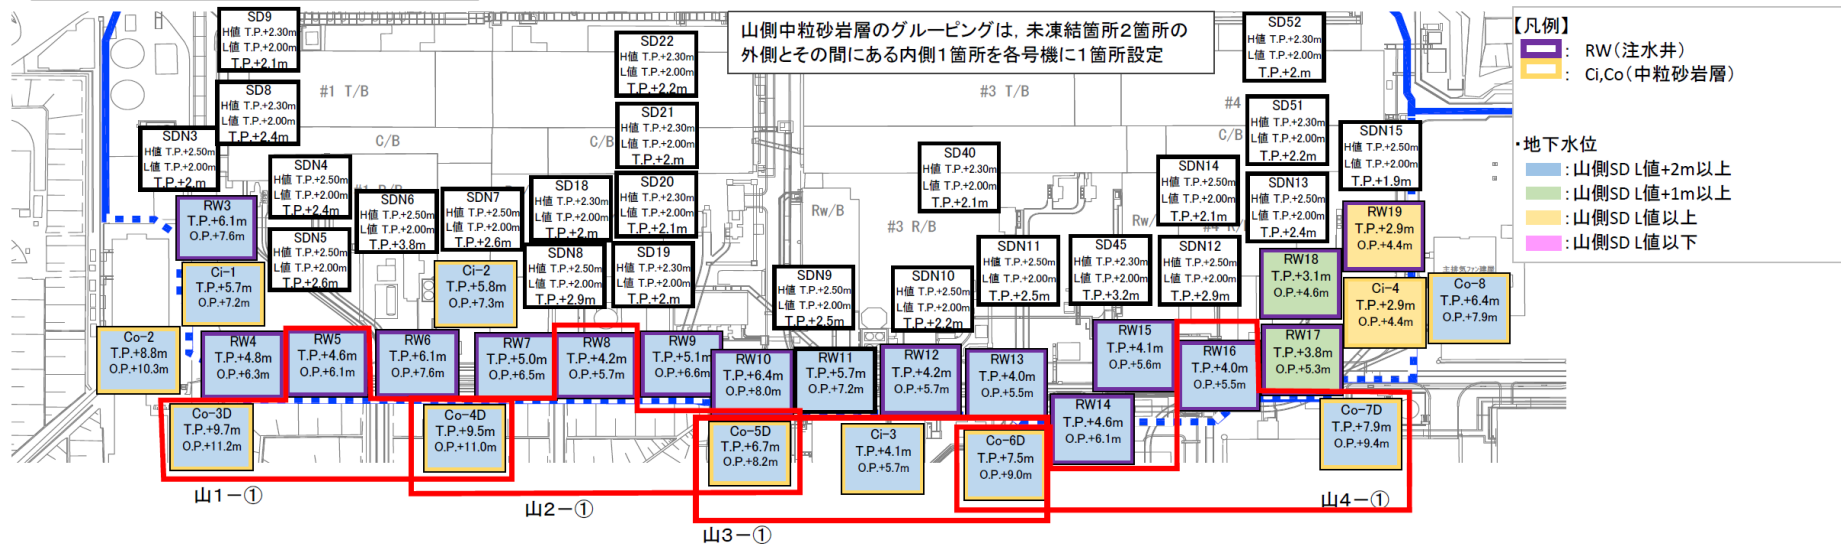 山側中粒砂岩層のグルーピングは，未凍結箇所２箇所の
外側とその間にある内側１箇所を各号機に１箇所設定
【凡例】
： RW（注水井）
： Ci,Co（中粒砂岩層）
・地下水位
：山側SD L値+2m以上
：山側SD L値+1m以上
：山側SD L値以上
：山側SD L値以下
SD9
H値 T.P.+2.30m
L値 T.P.+2.00m
T.P.+2.1m
SD8
H値 T.P.+2.30m
L値 T.P.+2.00m
T.P.+2.4m
SDN3
H値 T.P.+2.50m
L値 T.P.+2.00m
T.P.+2.m
SDN4
H値 T.P.+2.50m
L値 T.P.+2.00m
T.P.+2.4m
SDN5
H値 T.P.+2.50m
L値 T.P.+2.00m
T.P.+2.6m
SDN6
H値 T.P.+2.50m
L値 T.P.+2.00m
T.P.+3.8m
SDN7
H値 T.P.+2.50m
L値 T.P.+2.00m
T.P.+2.6m
SD18
H値 T.P.+2.30m
L値 T.P.+2.00m
T.P.+2.m
SDN8
H値 T.P.+2.50m
L値 T.P.+2.00m
T.P.+2.9m
SD22
H値 T.P.+2.30m
L値 T.P.+2.00m
T.P.+2.2m
SD21
H値 T.P.+2.30m
L値 T.P.+2.00m
T.P.+2.m
SD20
H値 T.P.+2.30m
L値 T.P.+2.00m
T.P.+2.1m
SD19
H値 T.P.+2.30m
L値 T.P.+2.00m
T.P.+2.m
SDN9
H値 T.P.+2.50m
L値 T.P.+2.00m
T.P.+2.5m
SD40
H値 T.P.+2.30m
L値 T.P.+2.00m
T.P.+2.1m
SDN10
H値 T.P.+2.50m
L値 T.P.+2.00m
T.P.+2.2m
SDN11
H値 T.P.+2.50m
L値 T.P.+2.00m
T.P.+2.5m
SD45
H値 T.P.+2.30m
L値 T.P.+2.00m
T.P.+3.2m
SDN14
H値 T.P.+2.50m
L値 T.P.+2.00m
T.P.+2.1m
SDN12
H値 T.P.+2.50m
L値 T.P.+2.00m
T.P.+2.9m
SD52
H値 T.P.+2.30m
L値 T.P.+2.00m
T.P.+2.m
SD51
H値 T.P.+2.30m
L値 T.P.+2.00m
T.P.+2.2m
SDN13
H値 T.P.+2.50m
L値 T.P.+2.00m
T.P.+2.4m
SDN15
H値 T.P.+2.50m
L値 T.P.+2.00m
T.P.+1.9m
#1 T/B
C/B
C/B
#3 T/B
Rw/B
#3 R/B
#4
C/B
主排気ファン建屋
RW3
T.P.+6.1m
O.P.+7.6m
Ci-1
T.P.+5.7m
O.P.+7.2m
Co-2
T.P.+8.8m
O.P.+10.3m
RW4
T.P.+4.8m
O.P.+6.3m
RW5
T.P.+4.6m
O.P.+6.1m
RW6
T.P.+6.1m
O.P.+7.6m
Ci-2
T.P.+5.8m
O.P.+7.3m
RW7
T.P.+5.0m
O.P.+6.5m
RW8
T.P.+4.2m
O.P.+5.7m
RW9
T.P.+5.1m
O.P.+6.6m
RW10
T.P.+6.4m
O.P.+8.0m
RW11
T.P.+5.7m
O.P.+7.2m
RW12
T.P.+4.2m
O.P.+5.7m
RW13
T.P.+4.0m
O.P.+5.5m
RW14
T.P.+4.6m
O.P.+6.1m
RW15
T.P.+4.1m
O.P.+5.6m
RW16
T.P.+4.0m
O.P.+5.5m
RW17
T.P.+3.8m
O.P.+5.3m
RW18
T.P.+3.1m
O.P.+4.6m
RW19
T.P.+2.9m
O.P.+4.4m
Ci-4
T.P.+2.9m
O.P.+4.4m
Co-8
T.P.+6.4m
O.P.+7.9m
Co-3D
T.P.+9.7m
O.P.+11.2m
Co-4D
T.P.+9.5m
O.P.+11.0m
Co-5D
T.P.+6.7m
O.P.+8.2m
Ci-3
T.P.+4.1m
O.P.+5.7m
Co-6D
T.P.+7.5m
O.P.+9.0m
Co-7D
T.P.+7.9m
O.P.+9.4m
山1－①
山2－①
山3－①
山4－①